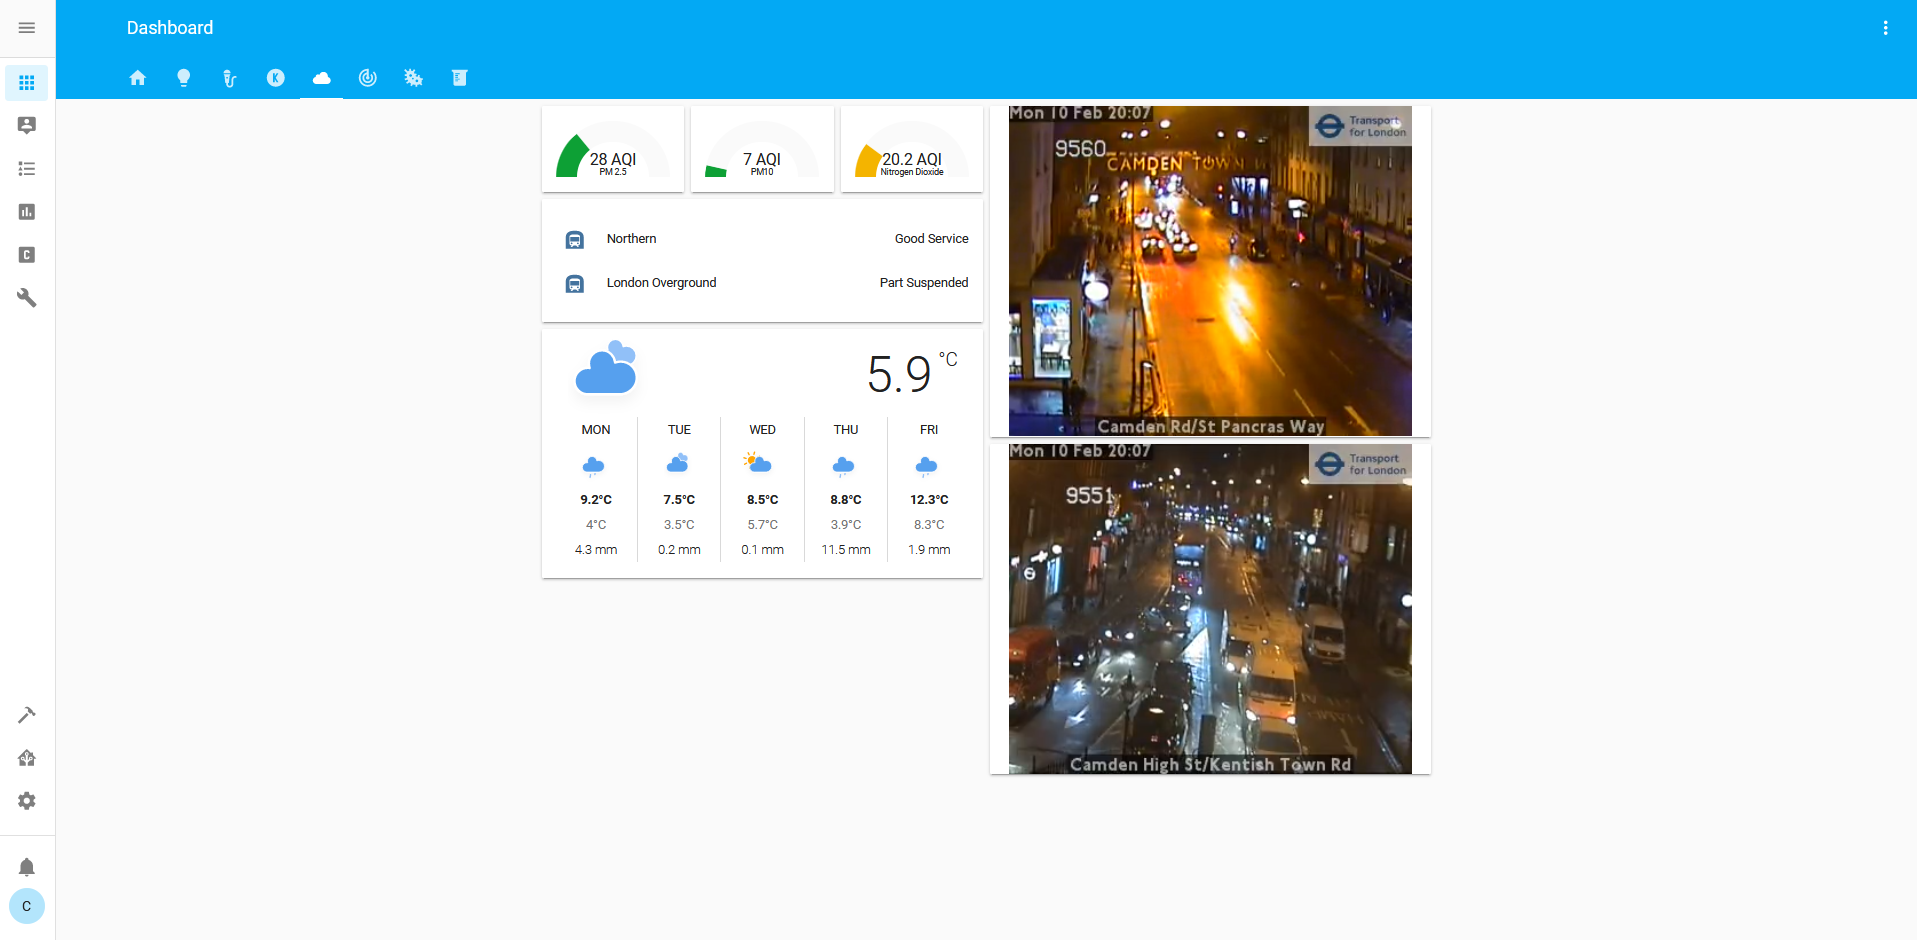 Dashboard
K
28 AQI
PM 2.5
7 AQI
PM10
20.2 AQI
Nitrogen Dioxide
Northern
Good Service
London Overground
Part Suspended
5.9 °C
MON
TUE
WED
THU
FRI
9.2°C
7.5°C
8.5°C
8.8°C
12.3°C
4°C
3.5°C
5.7°C
3.9°C
8.3°C
4.3 mm
0.2 mm
0.1 mm
11.5 mm
1.9 mm
Mon 10 Feb 20:07
Transport
for London
9560
CAMDEN TOWN
Camden Rd/St Pancras Way
Mon 10 Feb 20:07
Transport
for London
9551
Camden High St/Kentish Town Rd
C
C